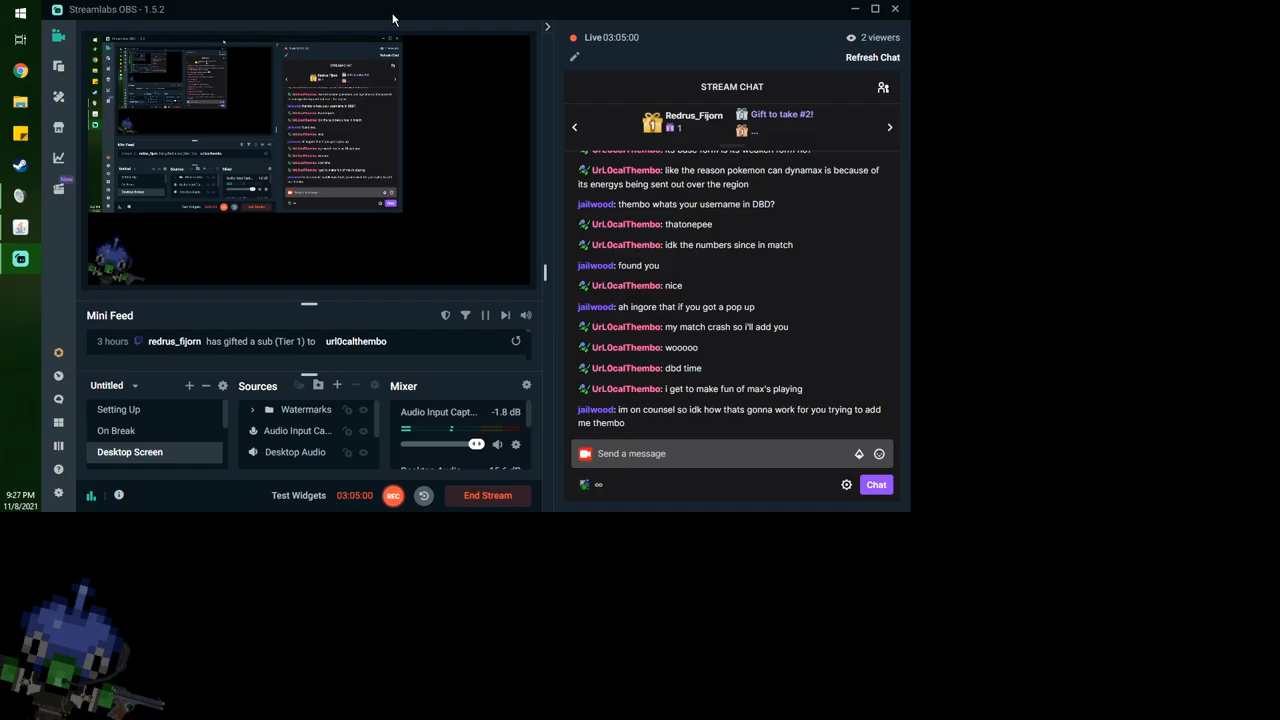 Streamlabs OBS - 1.5.2
Live 03:05:00
2 viewers
Refresh Chat
STREAM CHAT
Redrus_Fijorn
1
1
Gift to take #2!
...
UrL0calThembo: like the reason pokemon can dynamax is because of
its energys being sent out over the region
jailwood: thembo whats your username in DBD?
UrL0calThembo: thatonepee
UrL0calThembo: idk the numbers since in match
jailwood: found you
UrL0calThembo: nice
jailwood: ah ingore that if you got a pop up
UrL0calThembo: my match crash so i'll add you
UrL0calThembo: wooooo
UrL0calThembo: dbd time
UrL0calThembo: i get to make fun of max's playing
jailwood: im on counsel so idk how thats gonna work for you trying to add
me thembo
Send a message
Chat
New
Mini Feed
3 hours redrus_fijorn has gifted a sub (Tier 1) to url0calthembo
Untitled
Setting Up
On Break
Desktop Screen
Sources
Watermarks
Audio Input Ca...
Desktop Audio
Mixer
Audio Input Capt... -1.8 dB
Test Widgets 03:05:00 REC End Stream
9:27 PM
11/8/2021